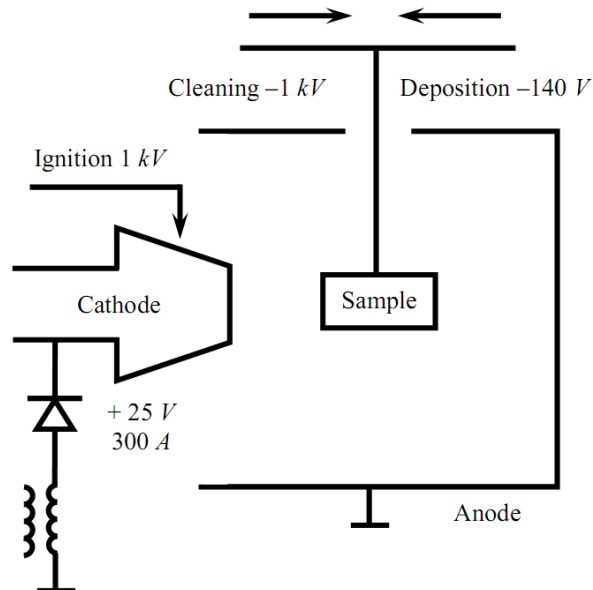 Cleaning –1 kV
Deposition –140 V
Ignition 1 kV
Cathode
Sample
+ 25 V
300 A
Anode